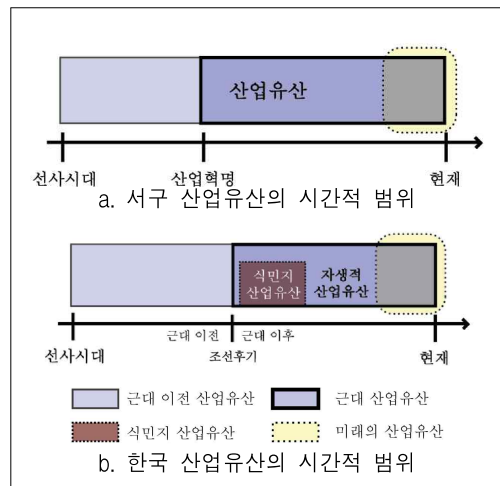 산업유산
선사시대 산업혁명 현재
a. 서구 산업유산의 시간적 범위
식민지 자생적
산업유산 산업유산
근대 이전 근대 이후
선사시대 조선후기 현재
근대 이전 산업유산 근대 산업유산
식민지 산업유산 미래의 산업유산
b. 한국 산업유산의 시간적 범위